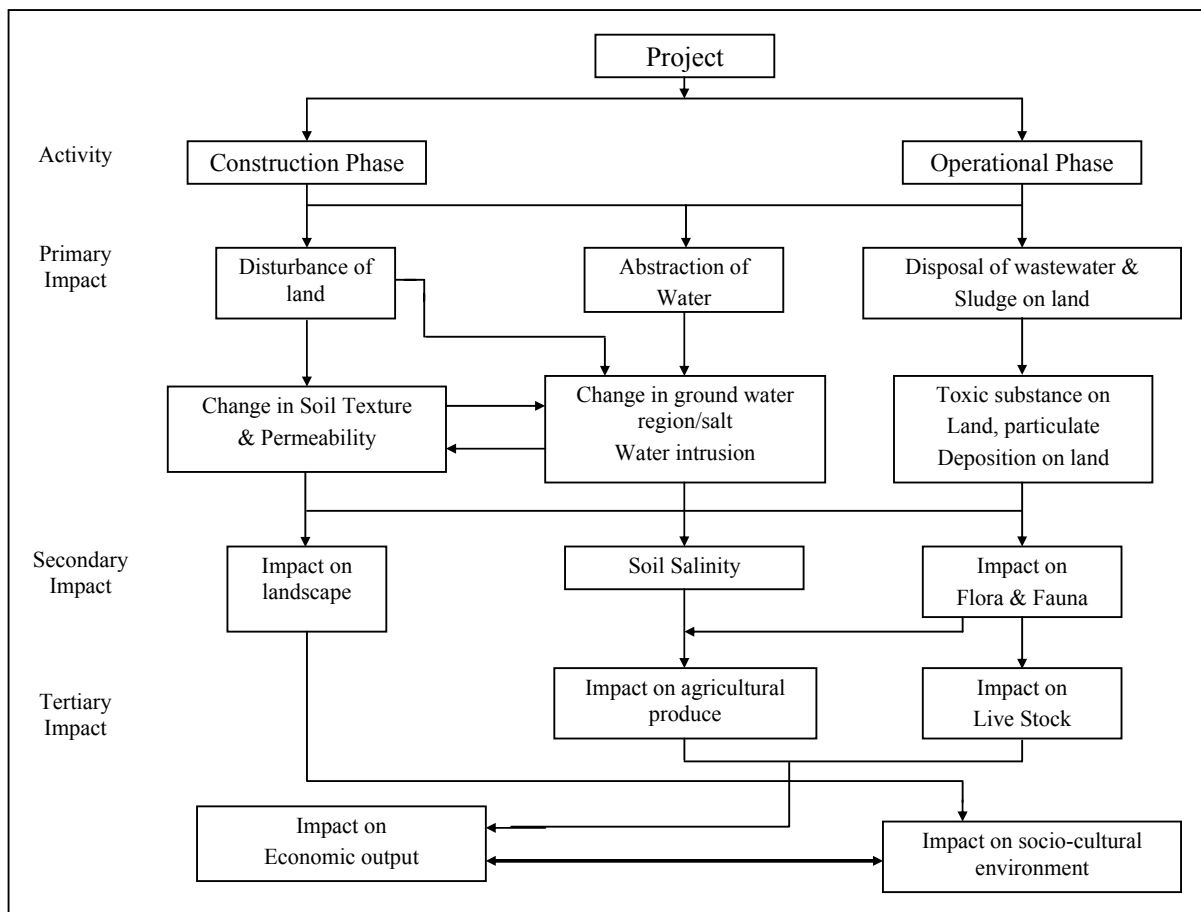 Project
Activity
Construction Phase
Operational Phase
Primary
Impact
Disturbance of
land
Abstraction of
Water
Disposal of wastewater &
Sludge on land
Change in Soil Texture
& Permeability
Change in ground water
region/salt
Water intrusion
Toxic substance on
Land, particulate
Deposition on land
Secondary
Impact
Impact on
landscape
Soil Salinity
Impact on
Flora & Fauna
Tertiary
Impact
Impact on agricultural
produce
Impact on
Live Stock
Impact on
Economic output
Impact on socio-cultural
environment